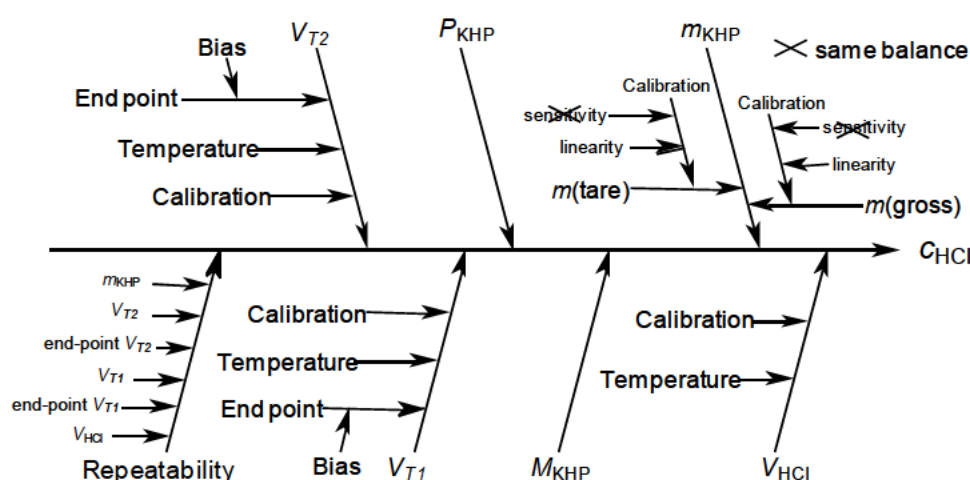 V_T2
P_KHP
m_KHP
same balance
Bias
End point
Temperature
Calibration
Calibration
sensitivity
linearity
m(tare)
Calibration
sensitivity
linearity
m(gross)
c_HCl
m_KHP
V_T2
end-point V_T2
V_T1
end-point V_T1
V_HCl
Repeatability
Calibration
Temperature
End point
Bias
V_T1
M_KHP
Calibration
Temperature
V_HCl